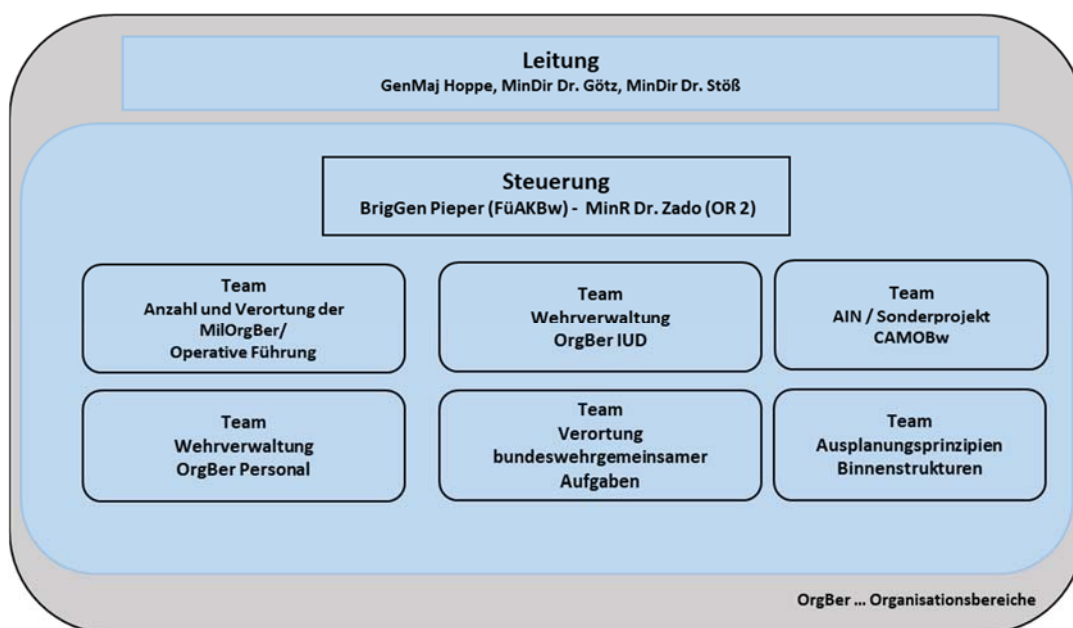 Leitung
GenMaj Hoppe, MinDir Dr. Götz, MinDir Dr. Stöß
Steuerung
BrigGen Pieper (FüAKBw) - MinR Dr. Zado (OR 2)
Team
Anzahl und Verortung der
MilOrgBer/
Operative Führung
Team
Wehrverwaltung
OrgBer IUD
Team
AIN / Sonderprojekt
CAMOBw
Team
Wehrverwaltung
OrgBer Personal
Team
Verortung
bundeswehrgemeinsamer
Aufgaben
Team
Ausplanungsprinzipien
Binnenstrukturen
OrgBer ... Organisationsbereiche